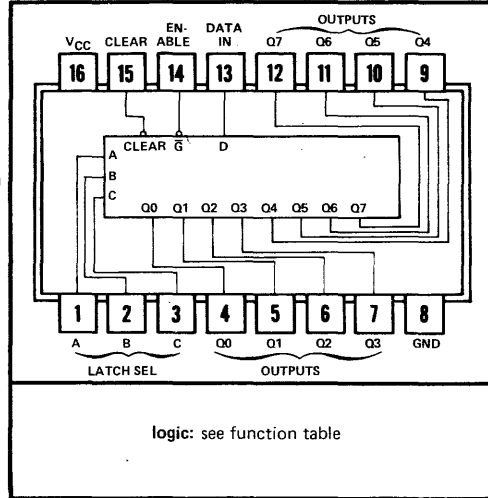 OUTPUTS
EN- DATA
VCC CLEAR ABLE IN Q7 Q6 Q5 Q4
16 15 14 13 12 11 10 9
CLEAR G̅ D
A
B
C
Q0 Q1 Q2 Q3 Q4 Q5 Q6 Q7
1 2 3 4 5 6 7 8
A B C Q0 Q1 Q2 Q3 GND
LATCH SEL OUTPUTS
logic: see function table